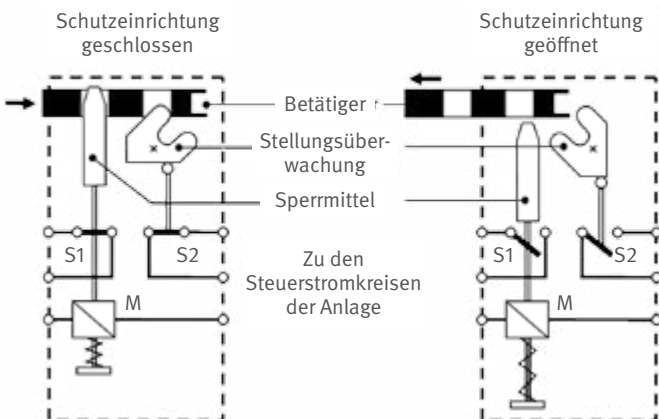 Schutzeinrichtung
geschlossen
Schutzeinrichtung
geöffnet
Betätiger
Stellungsüber-
wachung
Sperrmittel
S1
S2
S1
S2
Zu den
Steuerstromkreisen
der Anlage
M
M